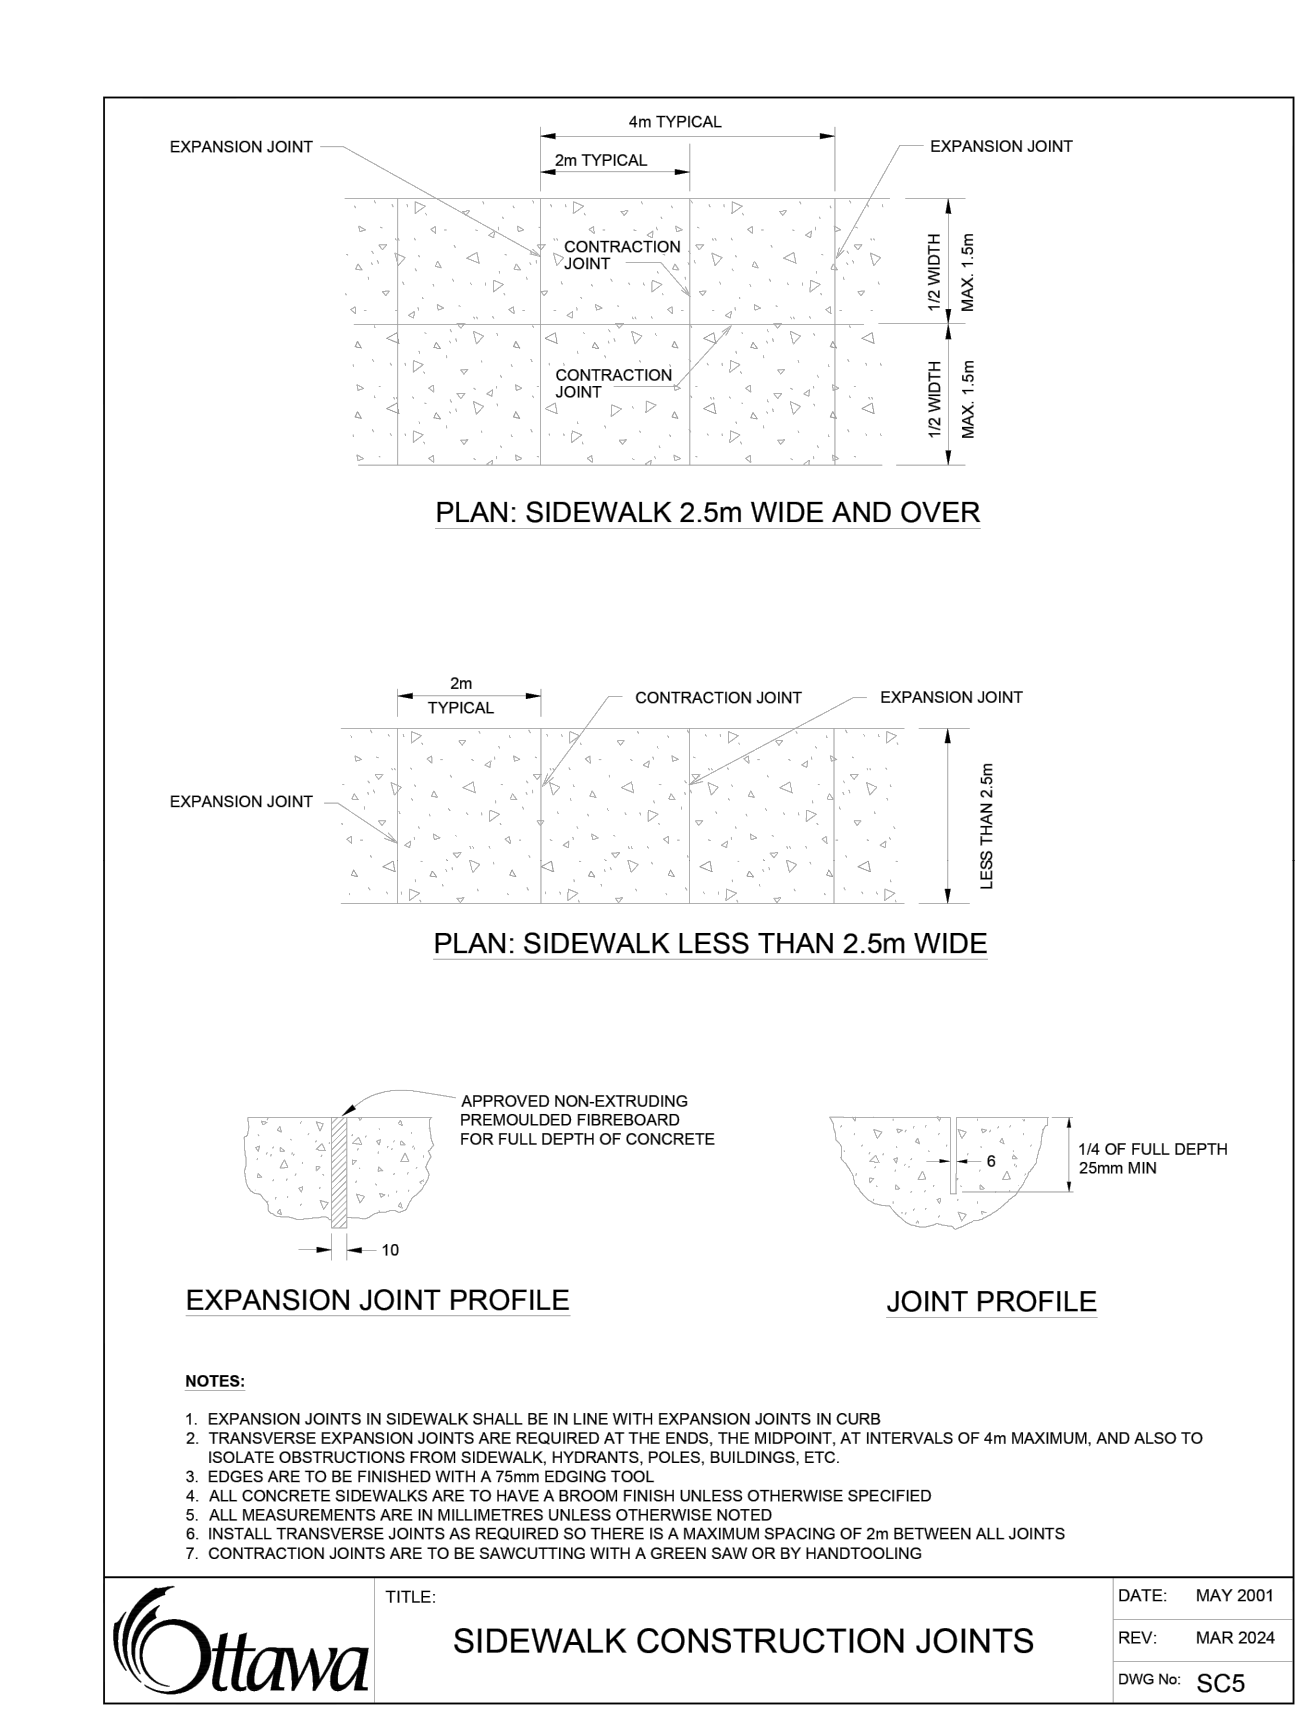 4m TYPICAL
EXPANSION JOINT
EXPANSION JOINT
2m TYPICAL
CONTRACTION
JOINT
1/2 WIDTH
MAX. 1.5m
CONTRACTION
JOINT
1/2 WIDTH
MAX. 1.5m
PLAN: SIDEWALK 2.5m WIDE AND OVER
2m
TYPICAL
CONTRACTION JOINT
EXPANSION JOINT
EXPANSION JOINT
LESS THAN 2.5m
PLAN: SIDEWALK LESS THAN 2.5m WIDE
APPROVED NON-EXTRUDING
PREMOULDED FIBREBOARD
FOR FULL DEPTH OF CONCRETE
10
EXPANSION JOINT PROFILE
6
1/4 OF FULL DEPTH
25mm MIN
JOINT PROFILE
NOTES:
1. EXPANSION JOINTS IN SIDEWALK SHALL BE IN LINE WITH EXPANSION JOINTS IN CURB
2. TRANSVERSE EXPANSION JOINTS ARE REQUIRED AT THE ENDS, THE MIDPOINT, AT INTERVALS OF 4m MAXIMUM, AND ALSO TO
ISOLATE OBSTRUCTIONS FROM SIDEWALK, HYDRANTS, POLES, BUILDINGS, ETC.
3. EDGES ARE TO BE FINISHED WITH A 75mm EDGING TOOL
4. ALL CONCRETE SIDEWALKS ARE TO HAVE A BROOM FINISH UNLESS OTHERWISE SPECIFIED
5. ALL MEASUREMENTS ARE IN MILLIMETRES UNLESS OTHERWISE NOTED
6. INSTALL TRANSVERSE JOINTS AS REQUIRED SO THERE IS A MAXIMUM SPACING OF 2m BETWEEN ALL JOINTS
7. CONTRACTION JOINTS ARE TO BE SAWCUTTING WITH A GREEN SAW OR BY HANDTOOLING
Ottawa
TITLE:
SIDEWALK CONSTRUCTION JOINTS
DATE: MAY 2001
REV: MAR 2024
DWG No: SC5